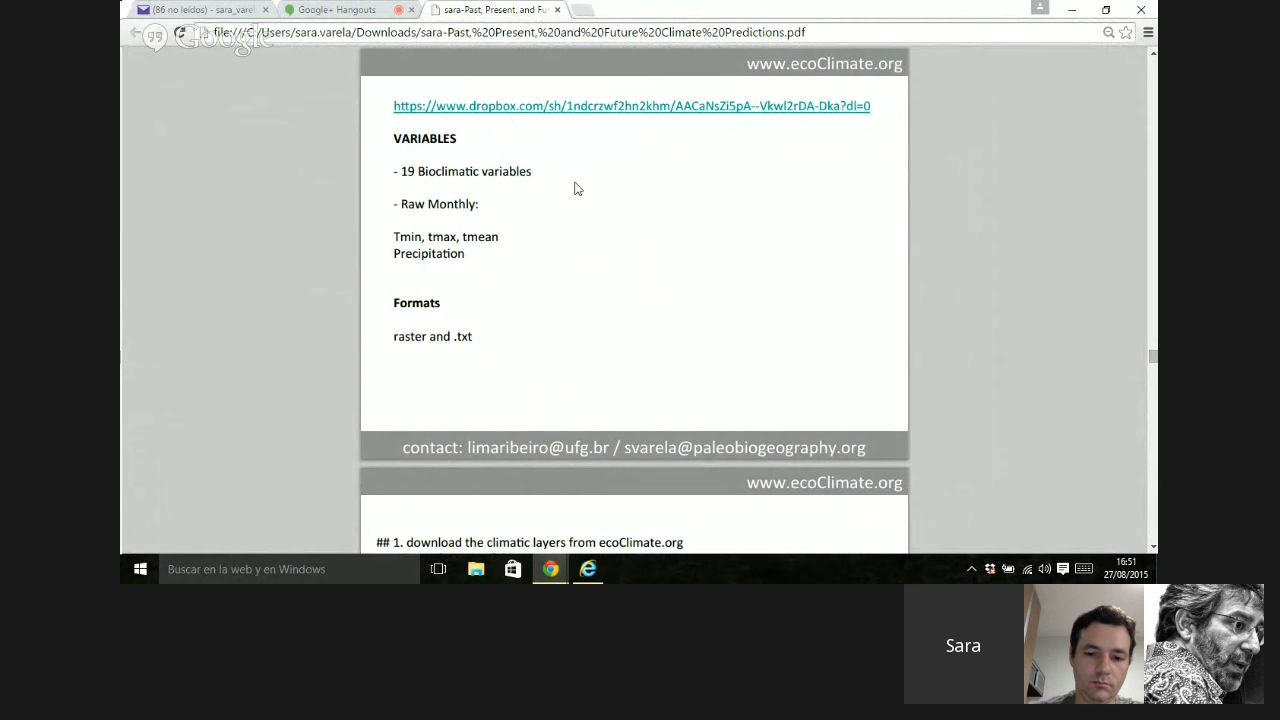 (86 no leídos) - sara_varel
Google+ Hangouts
sara-Past, Present, and Fu
Google
file:///C:/Users/sara.varela/Downloads/sara-Past,%20Present,%20and%20Future%20Climate%20Predictions.pdf
www.ecoClimate.org
https://www.dropbox.com/sh/1ndcrzwf2hn2khm/AACaNsZi5pA--Vkwl2rDA-Dka?dl=0
VARIABLES
- 19 Bioclimatic variables
- Raw Monthly:
Tmin, tmax, tmean
Precipitation
Formats
raster and .txt
contact: limaribeiro@ufg.br / svarela@paleobiogeography.org
www.ecoClimate.org
## 1. download the climatic layers from ecoClimate.org
Buscar en la web y en Windows
16:51
27/08/2015
Sara